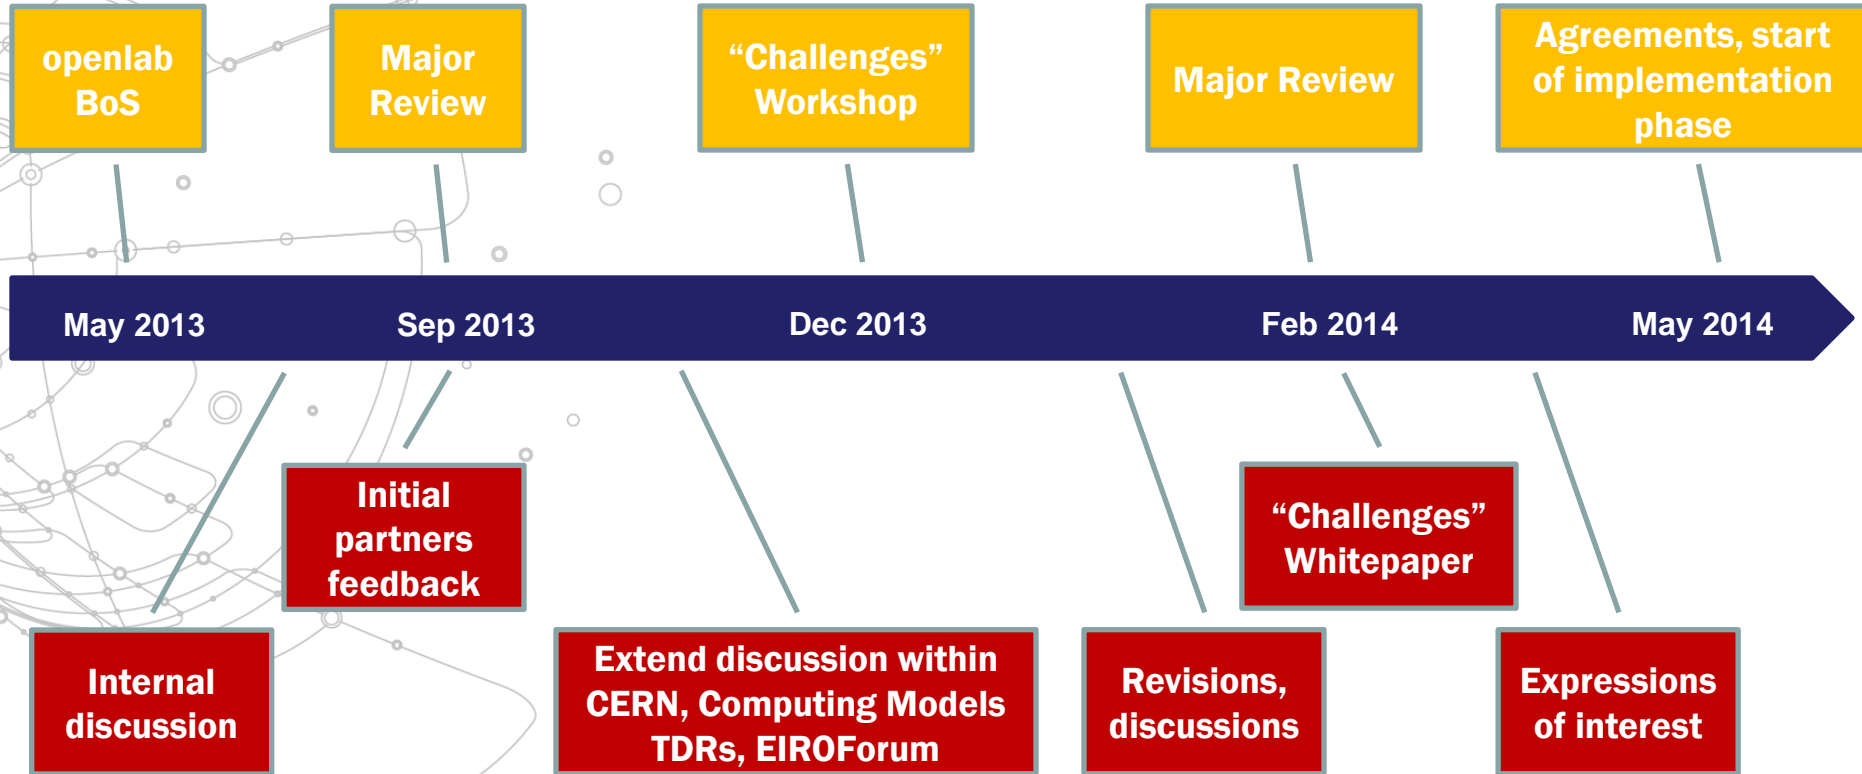 openlab
BoS
Major
Review
“Challenges”
Workshop
Major Review
Agreements, start
of implementation
phase
May 2013
Sep 2013
Dec 2013
Feb 2014
May 2014
Initial
partners
feedback
“Challenges”
Whitepaper
Internal
discussion
Extend discussion within
CERN, Computing Models
TDRs, EIROForum
Revisions,
discussions
Expressions
of interest